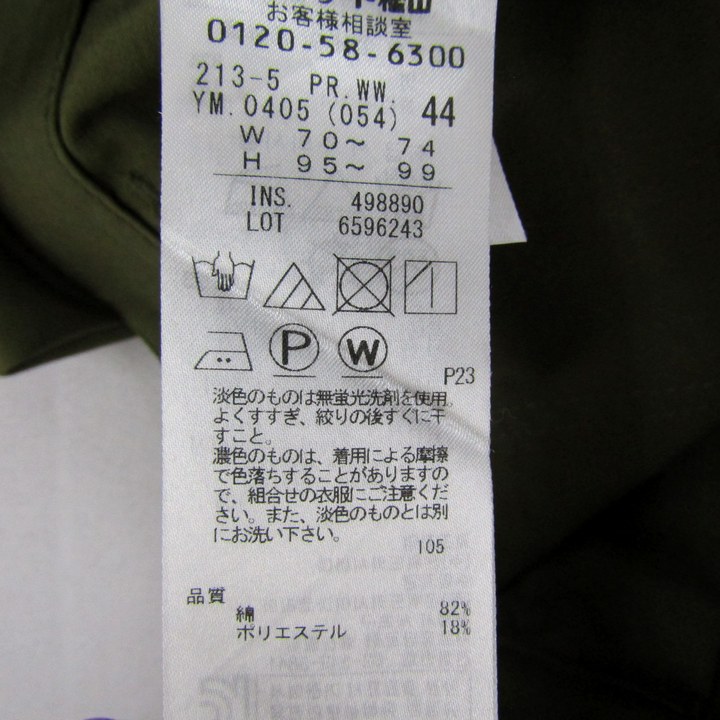 お客様相談室
0120-58-6300
213-5 PR.WW.
YM.0405 (054) 44
W 70～ 74
H 95～ 99
INS. 498890
LOT 6596243
P
W
P23
淡色のものは無蛍光洗剤を使用。
よくすすぎ、絞りの後すぐに干
すこと。
濃色のものは、着用による摩擦
で色落ちすることがありますの
で、組合せの衣服にご注意くだ
さい。また、淡色のものとは別
にお洗い下さい。
105
品質
綿 82%
ポリエステル 18%